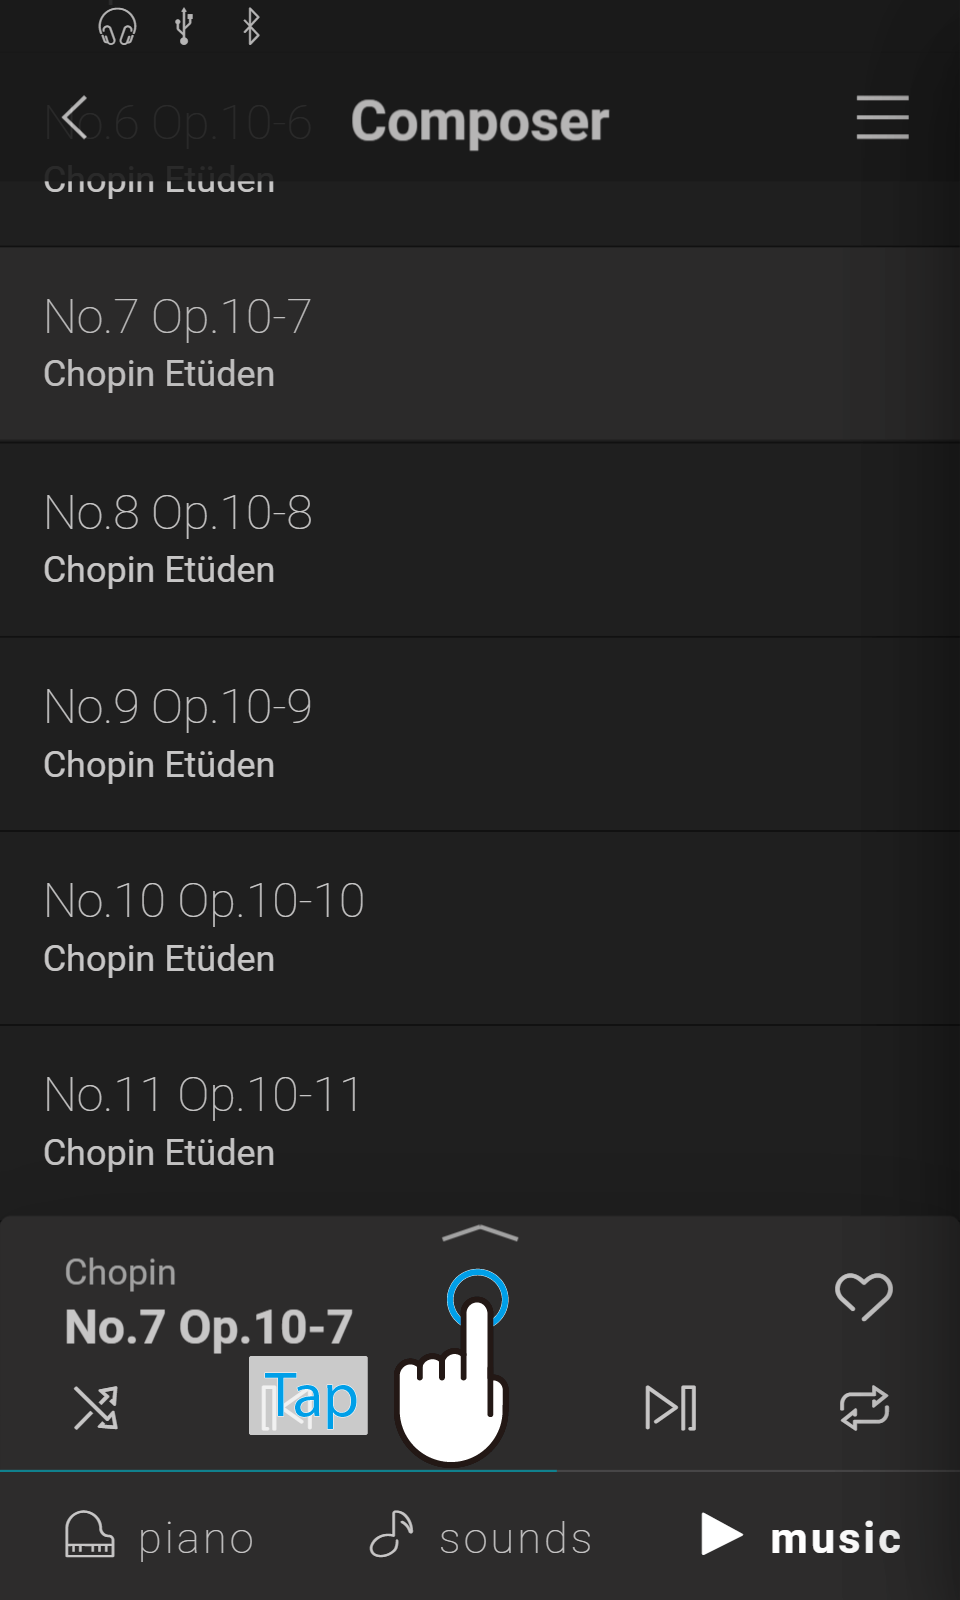 Composer
No.6 Op.10-6
Chopin Etüden
No.7 Op.10-7
Chopin Etüden
No.8 Op.10-8
Chopin Etüden
No.9 Op.10-9
Chopin Etüden
No.10 Op.10-10
Chopin Etüden
No.11 Op.10-11
Chopin Etüden
Chopin
No.7 Op.10-7
Tap
piano
sounds
music